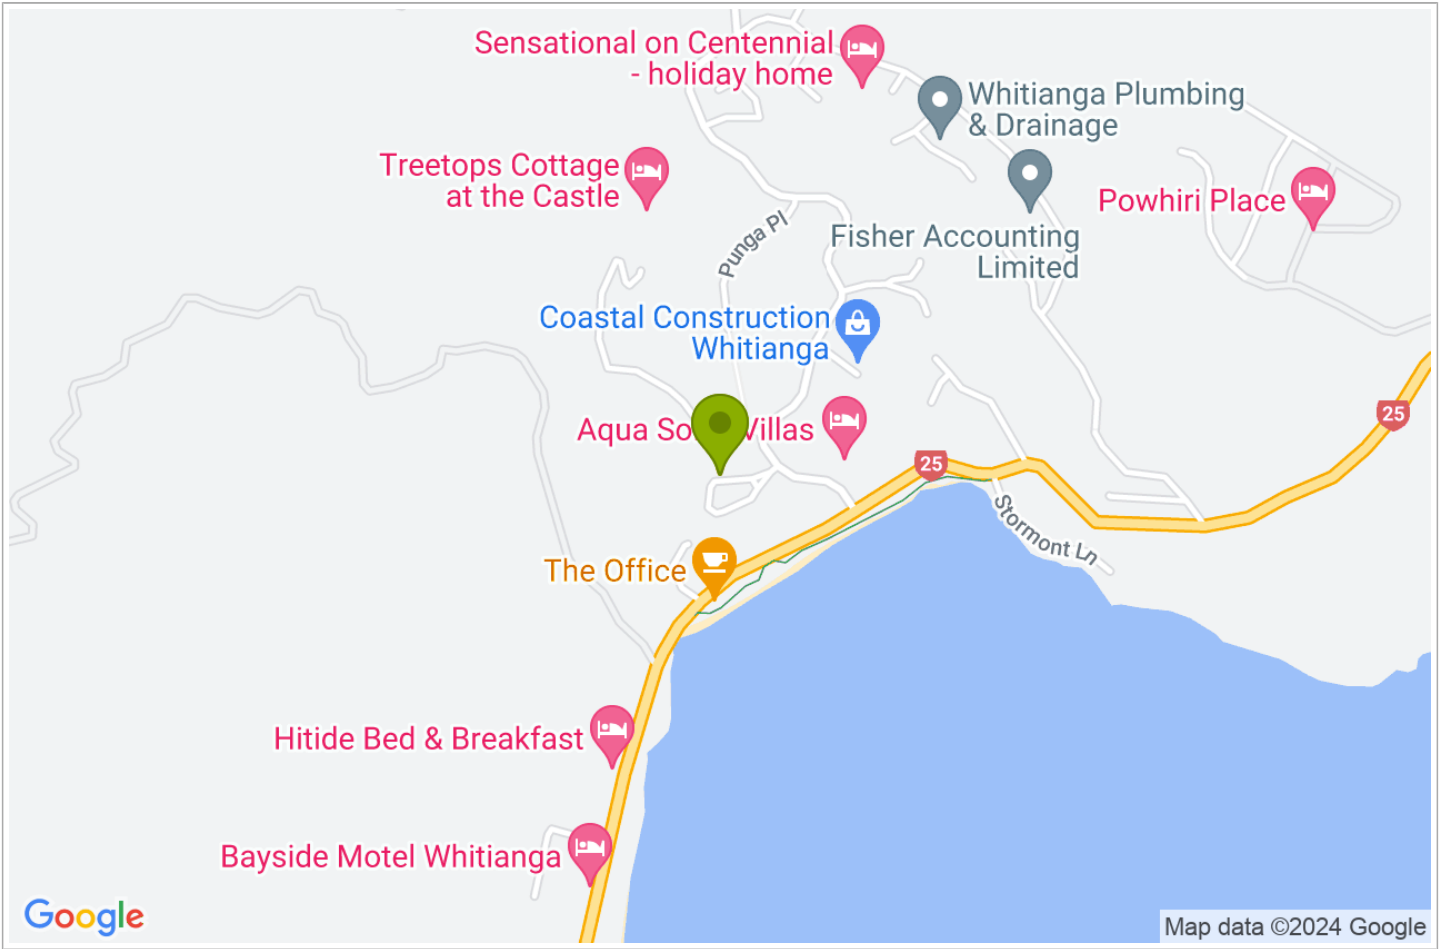 Sensational on Centennial
- holiday home
Whitianga Plumbing
& Drainage
Treetops Cottage
at the Castle
Powhiri Place
Punga Pl
Fisher Accounting
Limited
Coastal Construction
Whitianga
25
Aqua So Villas
25
Stormont Ln
The Office
Hitide Bed & Breakfast
Bayside Motel Whitianga
Google
Map data ©2024 Google